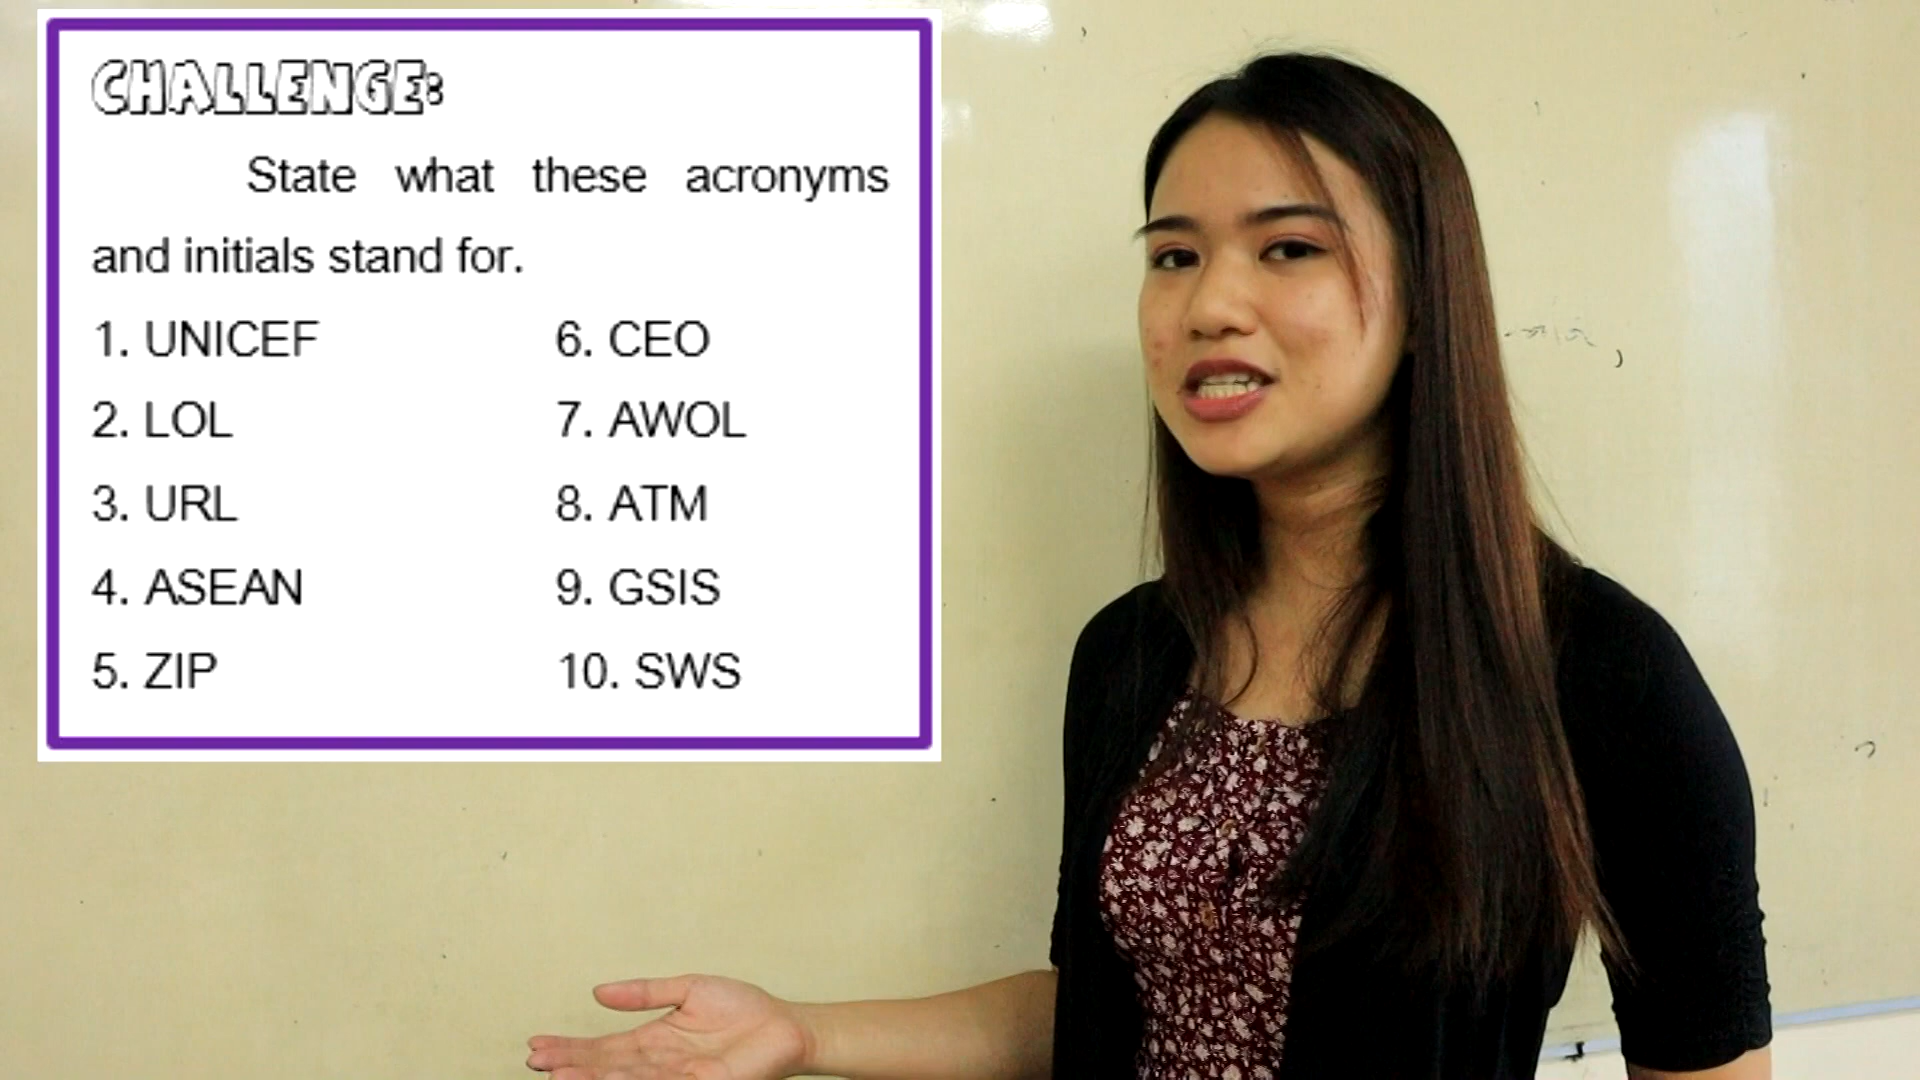 CHALLENGE:
State what these acronyms
and initials stand for.
1. UNICEF
2. LOL
3. URL
4. ASEAN
5. ZIP
6. CEO
7. AWOL
8. ATM
9. GSIS
10. SWS